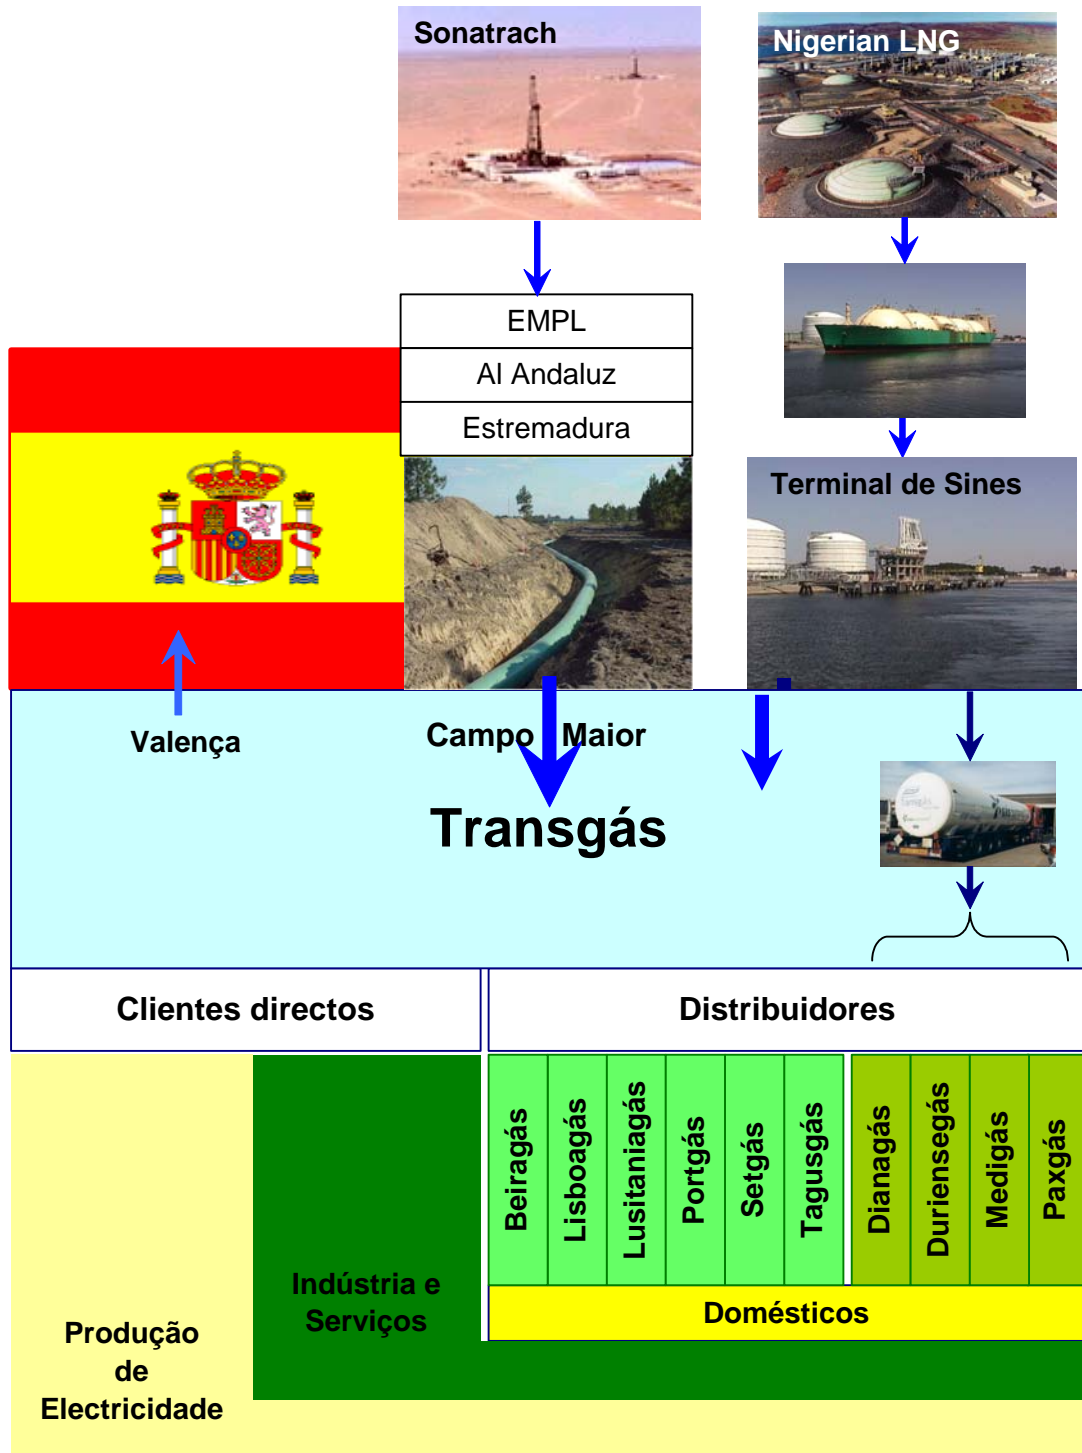 Sonatrach
Nigerian LNG
EMPL
Al Andaluz
Estremadura
Terminal de Sines
Valença
Campo Maior
Transgás
Clientes directos
Distribuidores
Beiragás
Lisboagás
Lusitaniagás
Portgás
Setgás
Tagusgás
Dianagás
Duriensegás
Medigás
Paxgás
Indústria e
Serviços
Domésticos
Produção
de
Electricidade